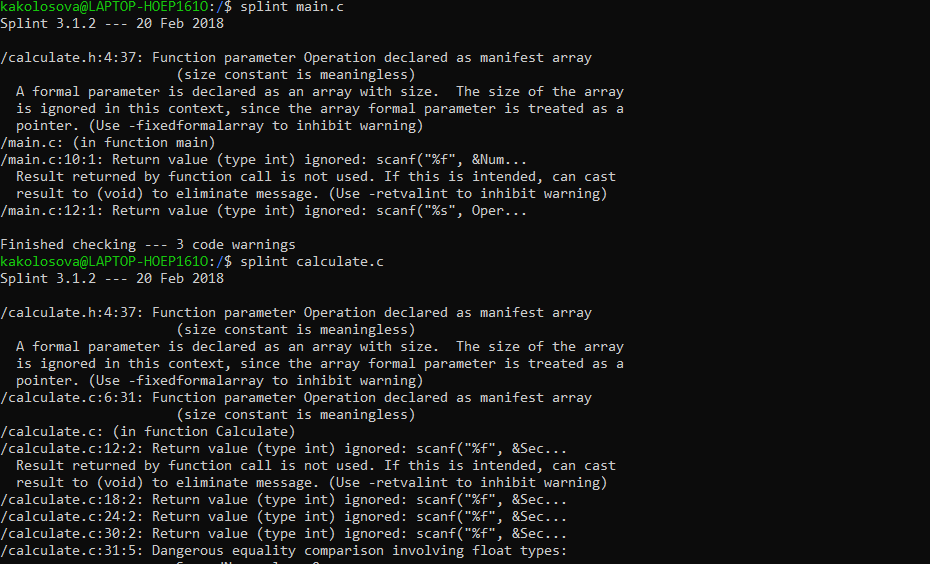 kakolosova@LAPTOP-HOEP161O:/$ splint main.c
Splint 3.1.2 --- 20 Feb 2018

/calculate.h:4:37: Function parameter Operation declared as manifest array
                     (size constant is meaningless)
  A formal parameter is declared as an array with size.  The size of the array
  is ignored in this context, since the array formal parameter is treated as a
  pointer. (Use -fixedformalarray to inhibit warning)
/main.c: (in function main)
/main.c:10:1: Return value (type int) ignored: scanf("%f", &Num...
  Result returned by function call is not used. If this is intended, can cast
  result to (void) to eliminate message. (Use -retvalint to inhibit warning)
/main.c:12:1: Return value (type int) ignored: scanf("%s", Oper...

Finished checking --- 3 code warnings
kakolosova@LAPTOP-HOEP161O:/$ splint calculate.c
Splint 3.1.2 --- 20 Feb 2018

/calculate.h:4:37: Function parameter Operation declared as manifest array
                     (size constant is meaningless)
  A formal parameter is declared as an array with size.  The size of the array
  is ignored in this context, since the array formal parameter is treated as a
  pointer. (Use -fixedformalarray to inhibit warning)
/calculate.c:6:31: Function parameter Operation declared as manifest array
                     (size constant is meaningless)
/calculate.c: (in function Calculate)
/calculate.c:12:2: Return value (type int) ignored: scanf("%f", &Sec...
  Result returned by function call is not used. If this is intended, can cast
  result to (void) to eliminate message. (Use -retvalint to inhibit warning)
/calculate.c:18:2: Return value (type int) ignored: scanf("%f", &Sec...
/calculate.c:24:2: Return value (type int) ignored: scanf("%f", &Sec...
/calculate.c:30:2: Return value (type int) ignored: scanf("%f", &Sec...
/calculate.c:31:5: Dangerous equality comparison involving float types: